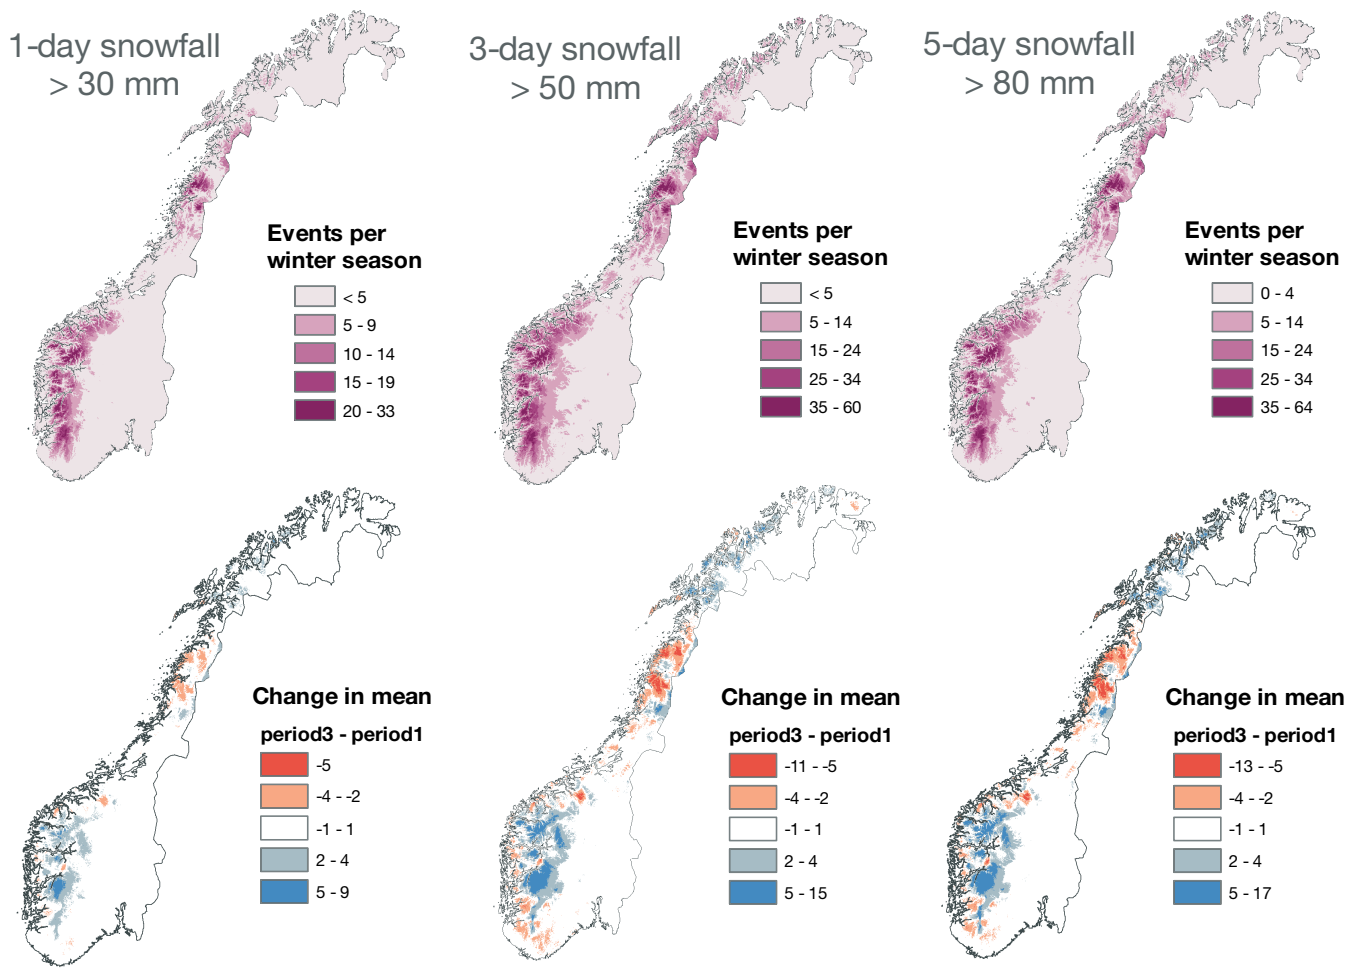 1-day snowfall
> 30 mm
3-day snowfall
> 50 mm
5-day snowfall
> 80 mm
Events per
winter season
< 5
5 - 9
10 - 14
15 - 19
20 - 33
Events per
winter season
< 5
5 - 14
15 - 24
25 - 34
35 - 60
Events per
winter season
0 - 4
5 - 14
15 - 24
25 - 34
35 - 64
Change in mean
period3 - period1
-5
-4 - -2
-1 - 1
2 - 4
5 - 9
Change in mean
period3 - period1
-11 - -5
-4 - -2
-1 - 1
2 - 4
5 - 15
Change in mean
period3 - period1
-13 - -5
-4 - -2
-1 - 1
2 - 4
5 - 17